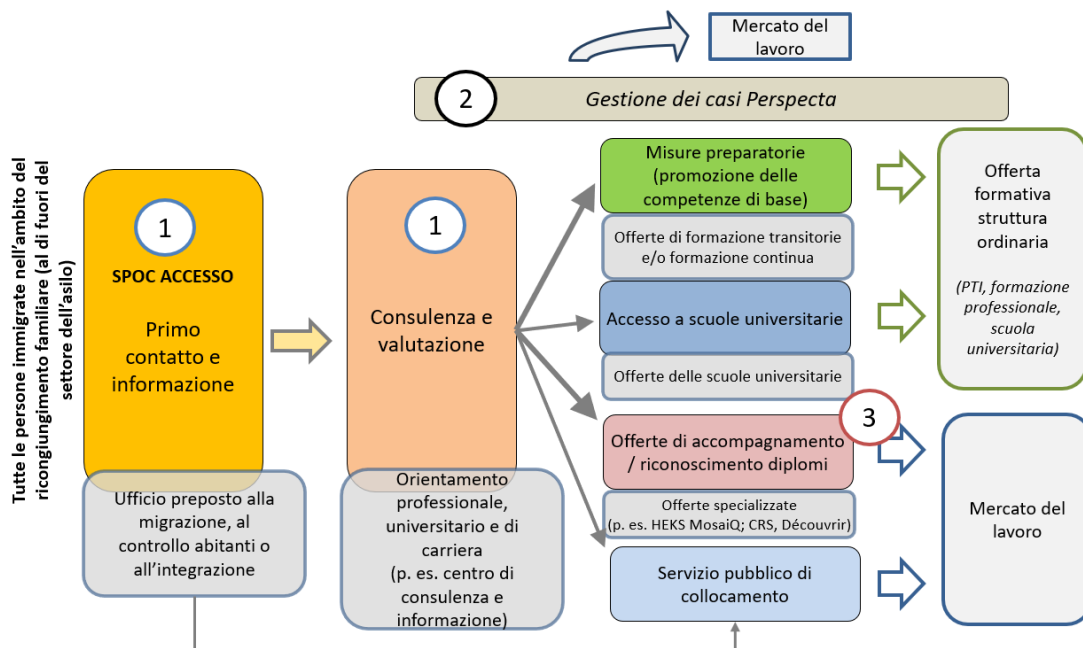 Mercato del
lavoro
2
Gestione dei casi Perspecta
Tutte le persone immigrate nell'ambito del
ricongiungimento familiare (al di fuori del
settore dell'asilo)
1
SPOC ACCESSO
Primo
contatto e
informazione
Ufficio preposto alla
migrazione, al
controllo abitanti o
all'integrazione
1
Consulenza e
valutazione
Orientamento
professionale,
universitario e di
carriera
(p. es. centro di
consulenza e
informazione)
Misure preparatorie
(promozione delle
competenze di base)
Offerte di formazione transitorie
e/o formazione continua
Accesso a scuole universitarie
Offerte delle scuole universitarie
3
Offerte di accompagnamento
/ riconoscimento diplomi
Offerte specializzate
(p. es. HEKS MosaiQ; CRS, Découvrir)
Servizio pubblico di
collocamento
Offerta
formativa
struttura
ordinaria
(PTI, formazione
professionale,
scuola
universitaria)
Mercato del
lavoro